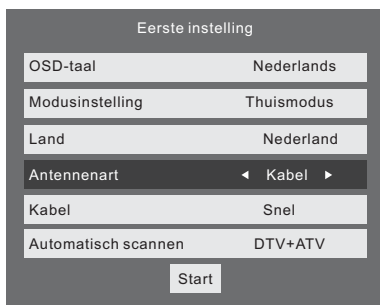 Eerste instelling
OSD-taal Nederlands
Modusinstelling Thuismodus
Land Nederland
Antennenart ◄ Kabel ►
Kabel Snel
Automatisch scannen DTV+ATV
Start